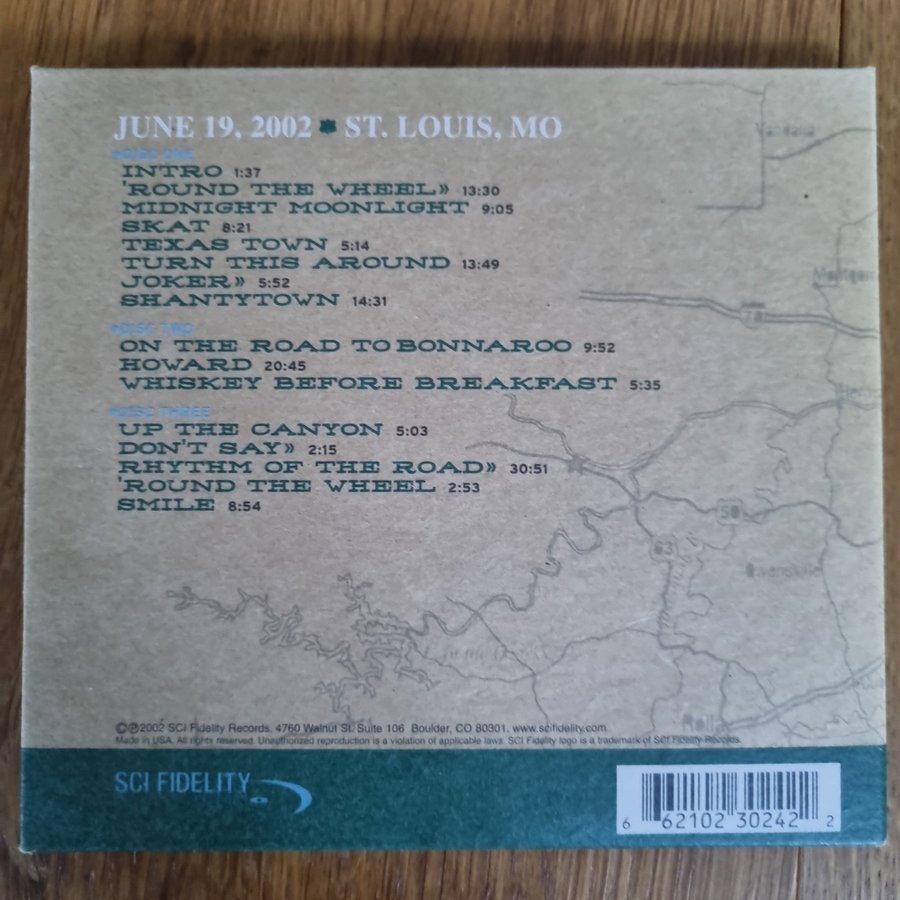 JUNE 19, 2002 ST. LOUIS, MO
DISC ONE
INTRO 1:37
'ROUND THE WHEEL» 13:30
MIDNIGHT MOONLIGHT 9:05
SKAT 8:21
TEXAS TOWN 5:14
TURN THIS AROUND 13:49
JOKER» 5:52
SHANTYTOWN 14:31
DISC TWO
ON THE ROAD TO BONNAROO 9:52
HOWARD 20:45
WHISKEY BEFORE BREAKFAST 5:35
DISC THREE
UP THE CANYON 5:03
DON'T SAY» 2:15
RHYTHM OF THE ROAD» 30:51
'ROUND THE WHEEL 2:53
SMILE 8:54
Vandalia
70
50
63
Owensville
Rolla
©℗2002 SCI Fidelity Records. 4760 Walnut St. Suite 106 Boulder, CO 80301. www.scifidelity.com
Made in USA. All rights reserved. Unauthorized reproduction is a violation of applicable laws. SCI Fidelity logo is a trademark of SCI Fidelity Records.
SCI FIDELITY
6 62102 30242 2